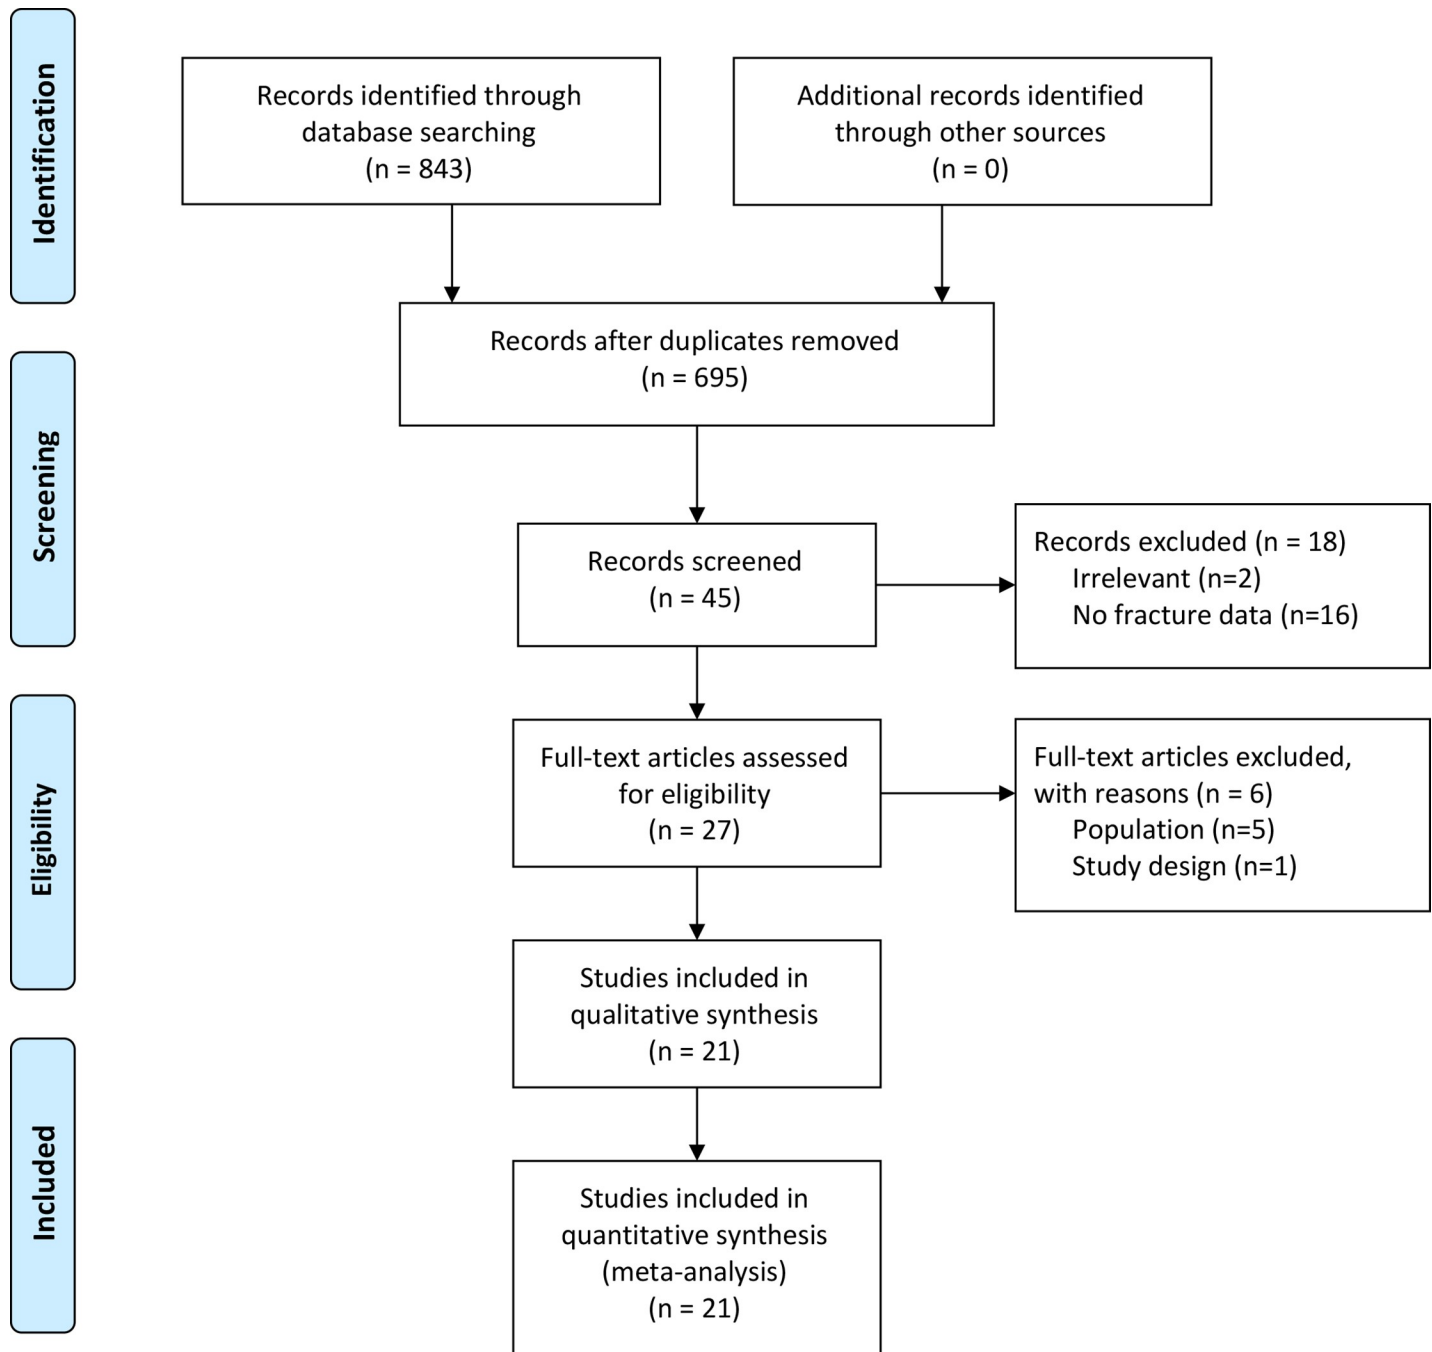 Identification
Records identified through
database searching
(n = 843)
Additional records identified
through other sources
(n = 0)
Records after duplicates removed
(n = 695)
Screening
Records screened
(n = 45)
Records excluded (n = 18)
Irrelevant (n=2)
No fracture data (n=16)
Eligibility
Full-text articles assessed
for eligibility
(n = 27)
Full-text articles excluded,
with reasons (n = 6)
Population (n=5)
Study design (n=1)
Studies included in
qualitative synthesis
(n = 21)
Included
Studies included in
quantitative synthesis
(meta-analysis)
(n = 21)